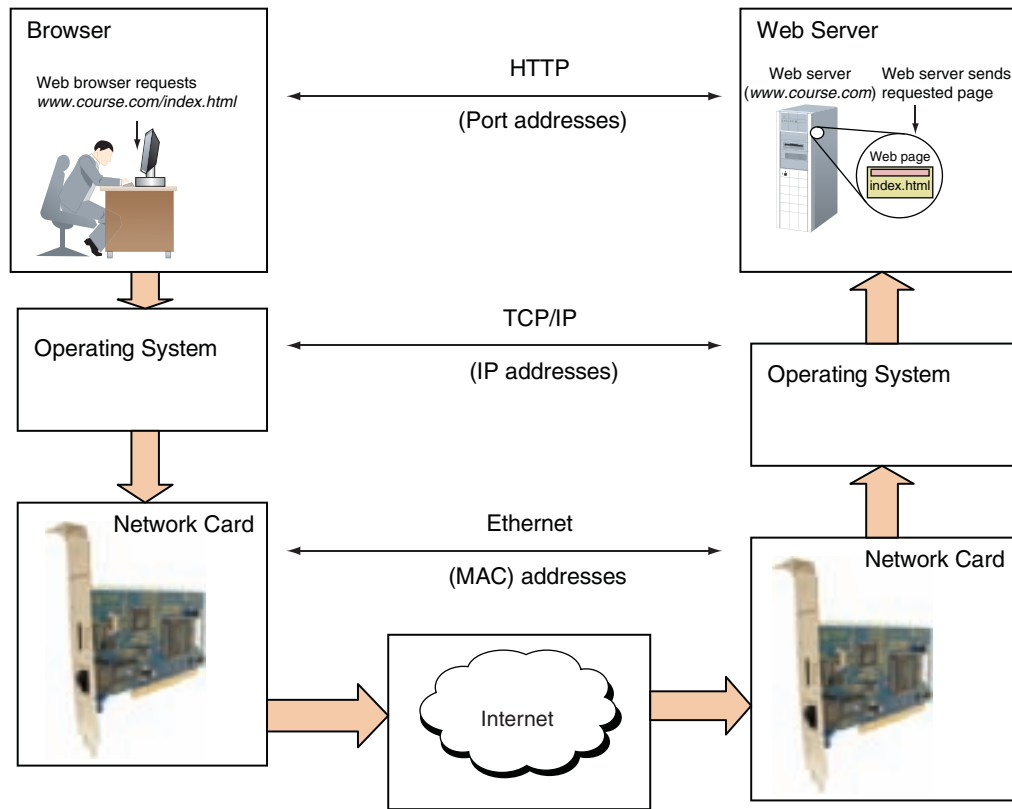 Browser
Web browser requests
www.course.com/index.html
HTTP
(Port addresses)
Web Server
Web server
(www.course.com)
Web server sends
requested page
Web page
index.html
Operating System
TCP/IP
(IP addresses)
Operating System
Network Card
Ethernet
(MAC) addresses
Network Card
Internet